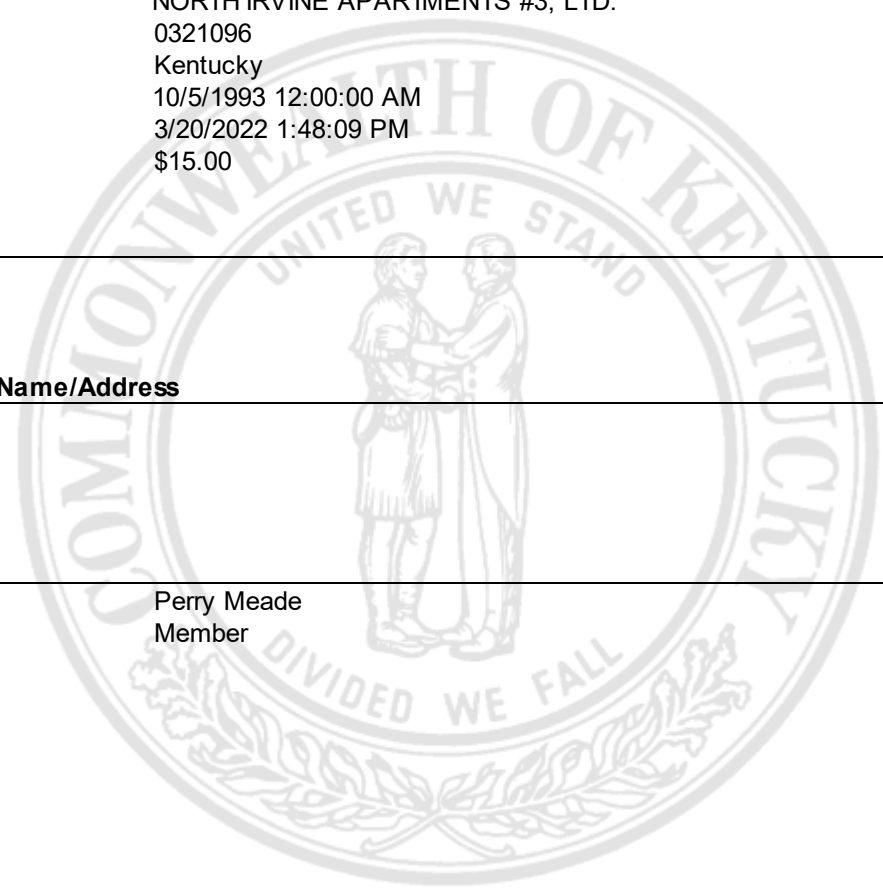 NORTH IRVINE APARTMENTS #3, LTD.
0321096
Kentucky
10/5/1993 12:00:00 AM
3/20/2022 1:48:09 PM
$15.00
COMMONWEALTH OF KENTUCKY
UNITED WE STAND
Name/Address
Perry Meade
Member
DIVIDED WE FALL